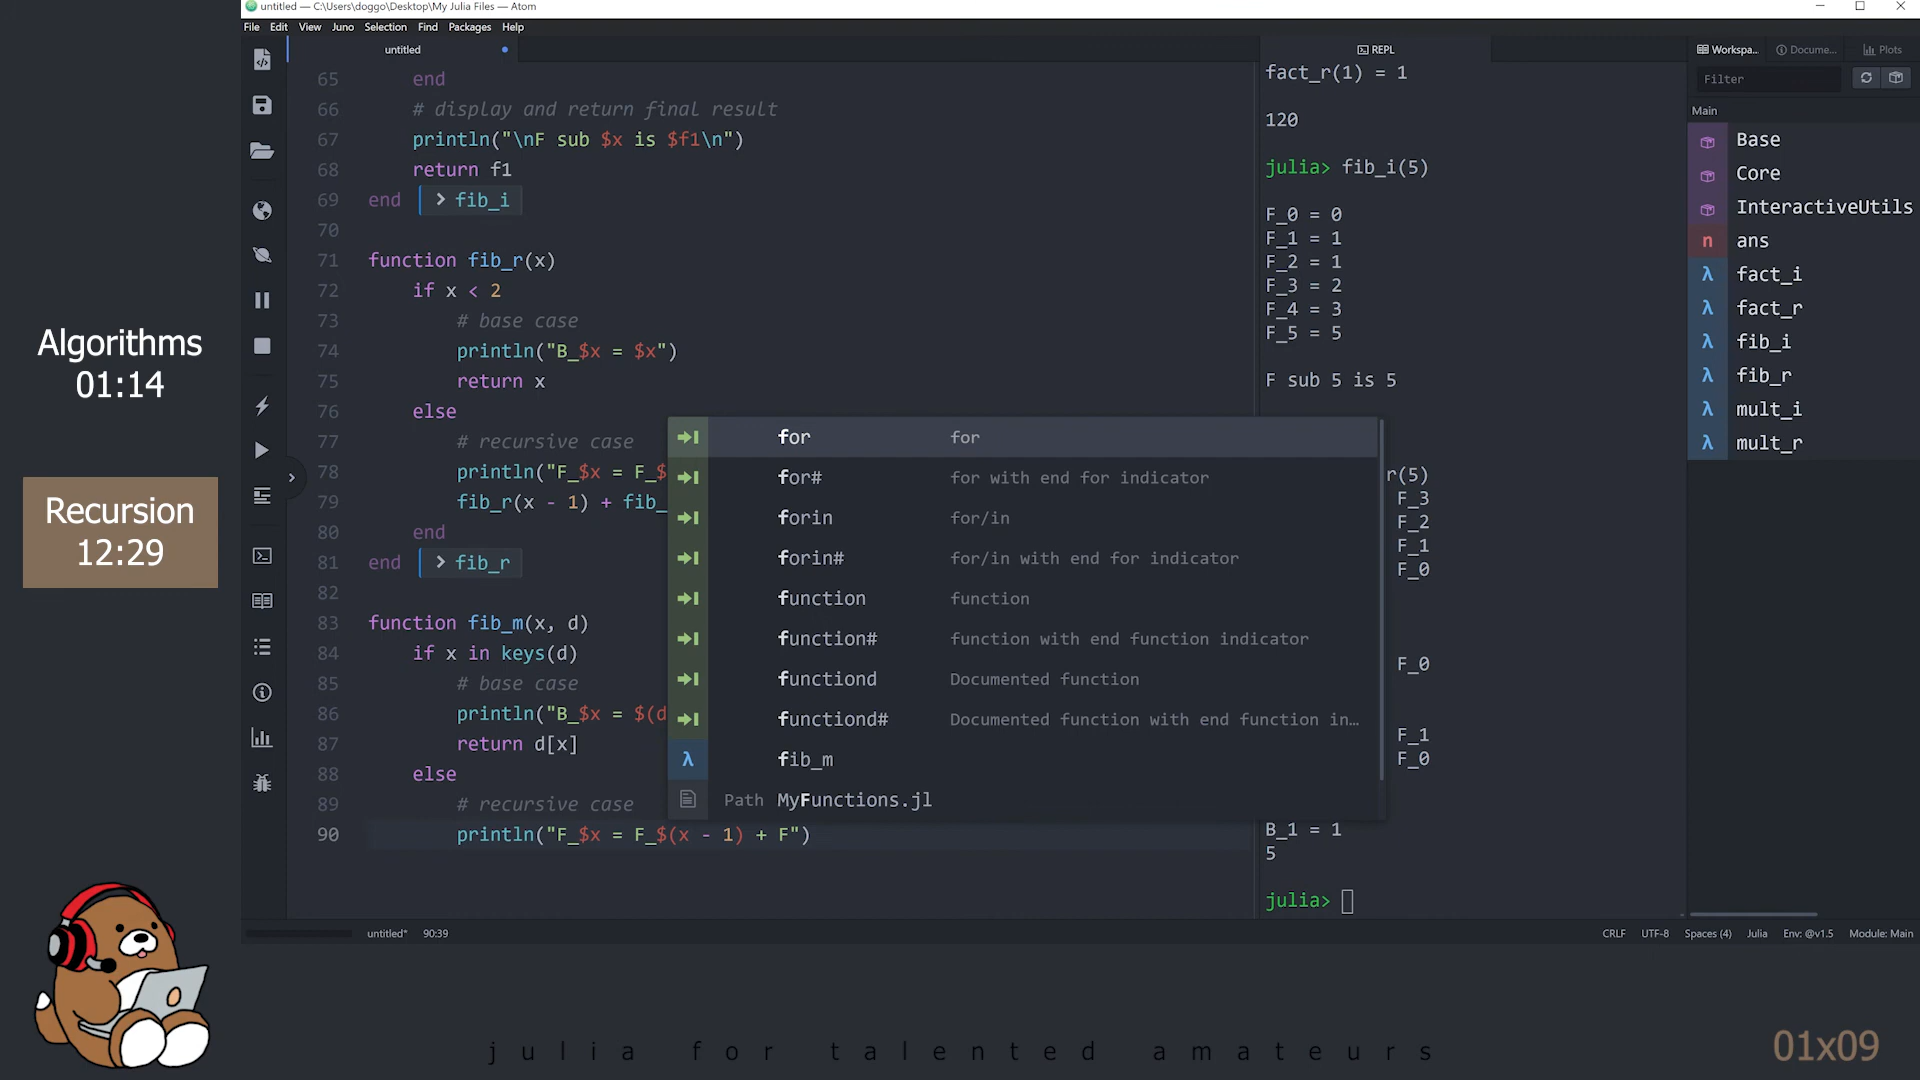 untitled — C:\Users\doggo\Desktop\My Julia Files — Atom
File Edit View Juno Selection Find Packages Help
untitled
65 end
66 # display and return final result
67 println("\nF sub $x is $f1\n")
68 return f1
69 end > fib_i
70
71 function fib_r(x)
72 if x < 2
73 # base case
74 println("B_$x = $x")
75 return x
76 else
77 # recursive case
78 println("F_$x = F_$
79 fib_r(x - 1) + fib_
80 end
81 end > fib_r
82
83 function fib_m(x, d)
84 if x in keys(d)
85 # base case
86 println("B_$x = $(d
87 return d[x]
88 else
89 # recursive case
90 println("F_$x = F_$(x - 1) + F")
for for
for# for with end for indicator
forin for/in
forin# for/in with end for indicator
function function
function# function with end function indicator
functiond Documented function
functiond# Documented function with end function in…
λ fib_m
Path MyFunctions.jl
REPL
fact_r(1) = 1
120
julia> fib_i(5)
F_0 = 0
F_1 = 1
F_2 = 1
F_3 = 2
F_4 = 3
F_5 = 5
F sub 5 is 5
r(5)
F_3
F_2
F_1
F_0
F_0
F_1
F_0
B_1 = 1
5
julia>
Workspa... Docume... Plots
Filter
Main
Base
Core
InteractiveUtils
n ans
λ fact_i
λ fact_r
λ fib_i
λ fib_r
λ mult_i
λ mult_r
untitled* 90:39
CRLF UTF-8 Spaces (4) Julia Env: @v1.5 Module: Main
Algorithms
01:14
Recursion
12:29
julia for talented amateurs
01x09